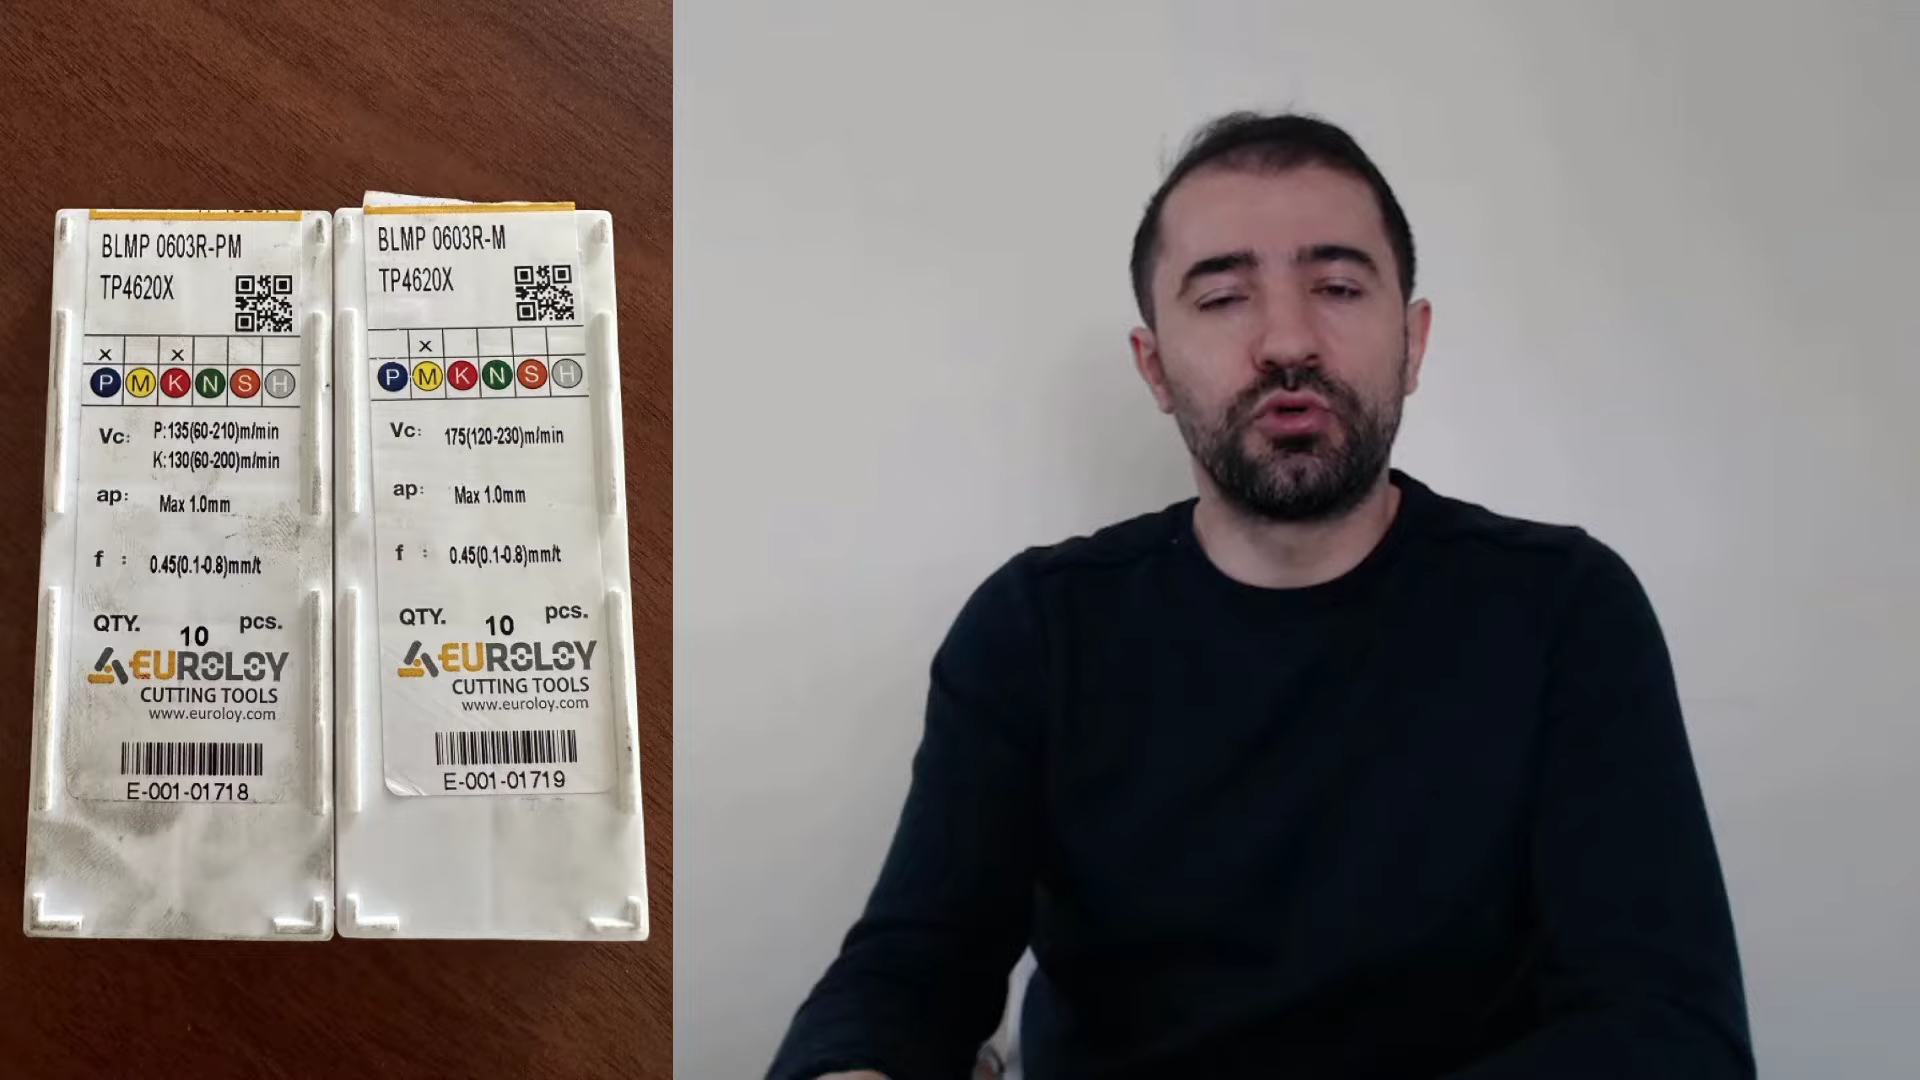 BLMP 0603R-PM
TP4620X
X X
P M K N S H
Vc: P:135(60-210)m/min
K:130(60-200)m/min
ap: Max 1.0mm
f : 0.45(0.1-0.8)mm/t
QTY. 10 pcs.
EUROLOY
CUTTING TOOLS
www.euroloy.com
E-001-01718
BLMP 0603R-M
TP4620X
X
P M K N S H
Vc: 175(120-230)m/min
ap: Max 1.0mm
f : 0.45(0.1-0.8)mm/t
QTY. 10 pcs.
EUROLOY
CUTTING TOOLS
www.euroloy.com
E-001-01719